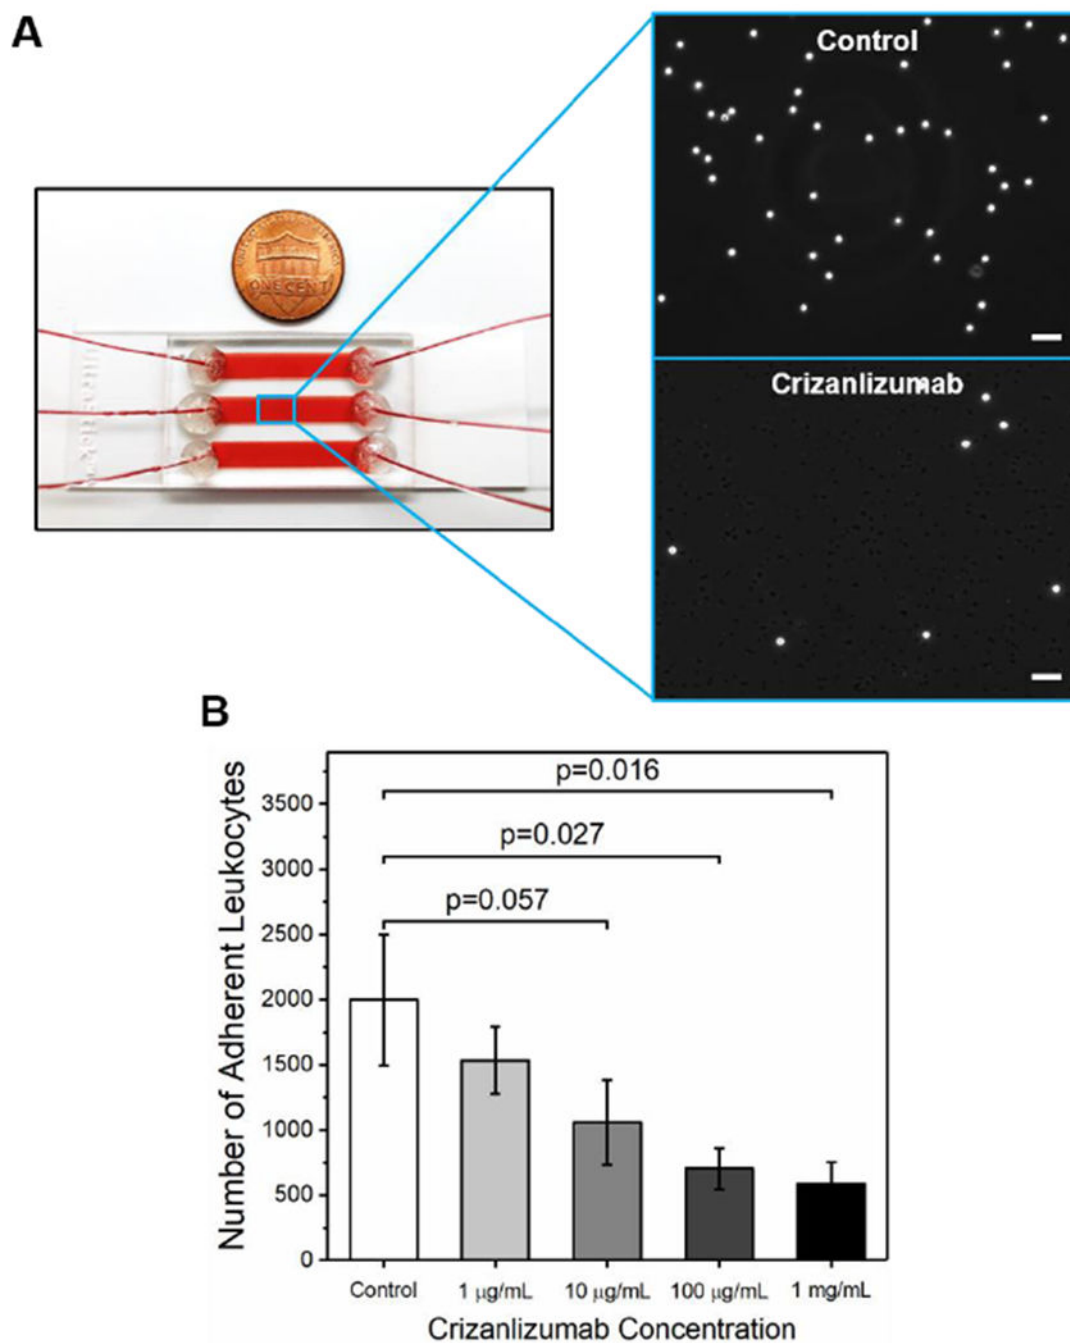 A
Control
ONE CENT
Crizanlizumab
B
Number of Adherent Leukocytes
3500
3000
2500
2000
1500
1000
500
0
p=0.016
p=0.027
p=0.057
Control
1 µg/mL
10 µg/mL
100 µg/mL
1 mg/mL
Crizanlizumab Concentration